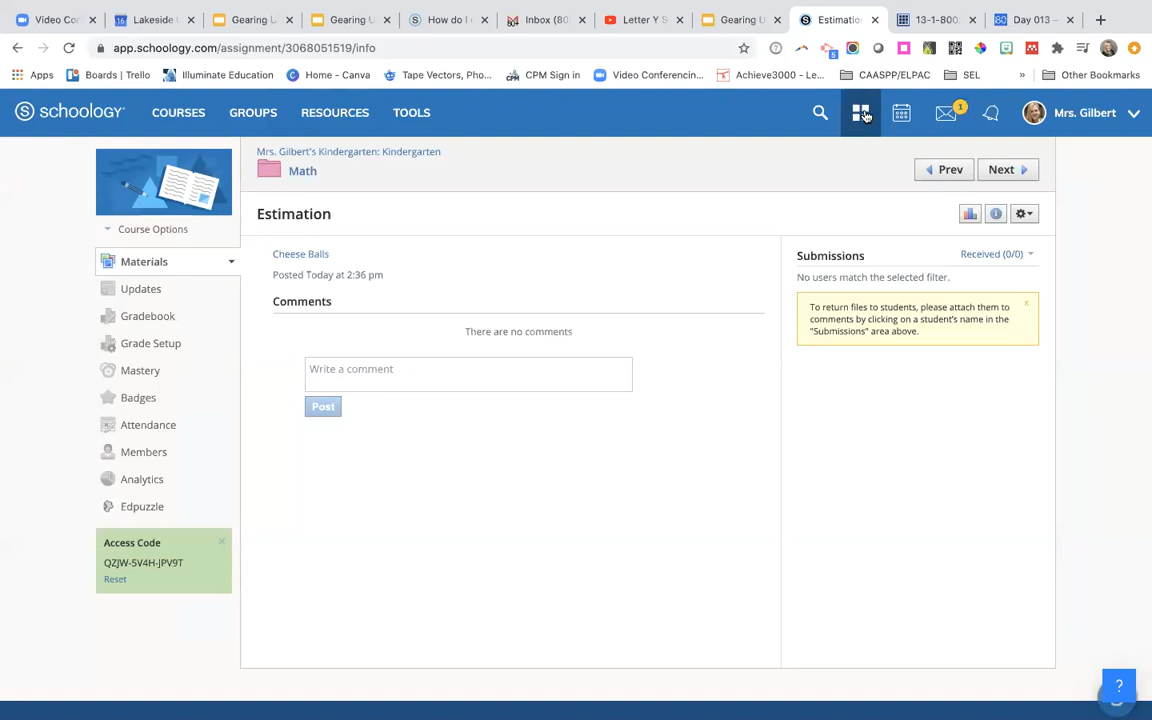 Video Con
Lakeside
Gearing U
Gearing U
How do I
Inbox (80
Letter Y S
Gearing U
Estimation
13-1-800:
Day 013 –
app.schoology.com/assignment/3068051519/info
Apps
Boards | Trello
Illuminate Education
Home - Canva
Tape Vectors, Pho...
CPM Sign in
Video Conferencin...
Achieve3000 - Le...
CAASPP/ELPAC
SEL
»
Other Bookmarks
schoology
COURSES
GROUPS
RESOURCES
TOOLS
1
Mrs. Gilbert
Mrs. Gilbert's Kindergarten: Kindergarten
Math
Prev
Next
Course Options
Estimation
Materials
Updates
Gradebook
Grade Setup
Mastery
Badges
Attendance
Members
Analytics
Edpuzzle
Access Code
QZJW-5V4H-JPV9T
Reset
Cheese Balls
Posted Today at 2:36 pm
Comments
There are no comments
Write a comment
Post
Submissions
Received (0/0)
No users match the selected filter.
To return files to students, please attach them to
comments by clicking on a student's name in the
"Submissions" area above.
x
?